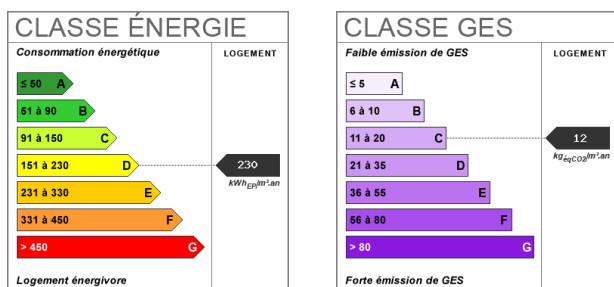 CLASSE ÉNERGIE
Consommation énergétique
LOGEMENT
≤ 50 A
51 à 90 B
91 à 150 C
151 à 230 D
230
kWhEP/m².an
231 à 330 E
331 à 450 F
> 450 G
Logement énergivore
CLASSE GES
Faible émission de GES
LOGEMENT
≤ 5 A
6 à 10 B
11 à 20 C
12
kgéqCO2/m².an
21 à 35 D
36 à 55 E
56 à 80 F
> 80 G
Forte émission de GES